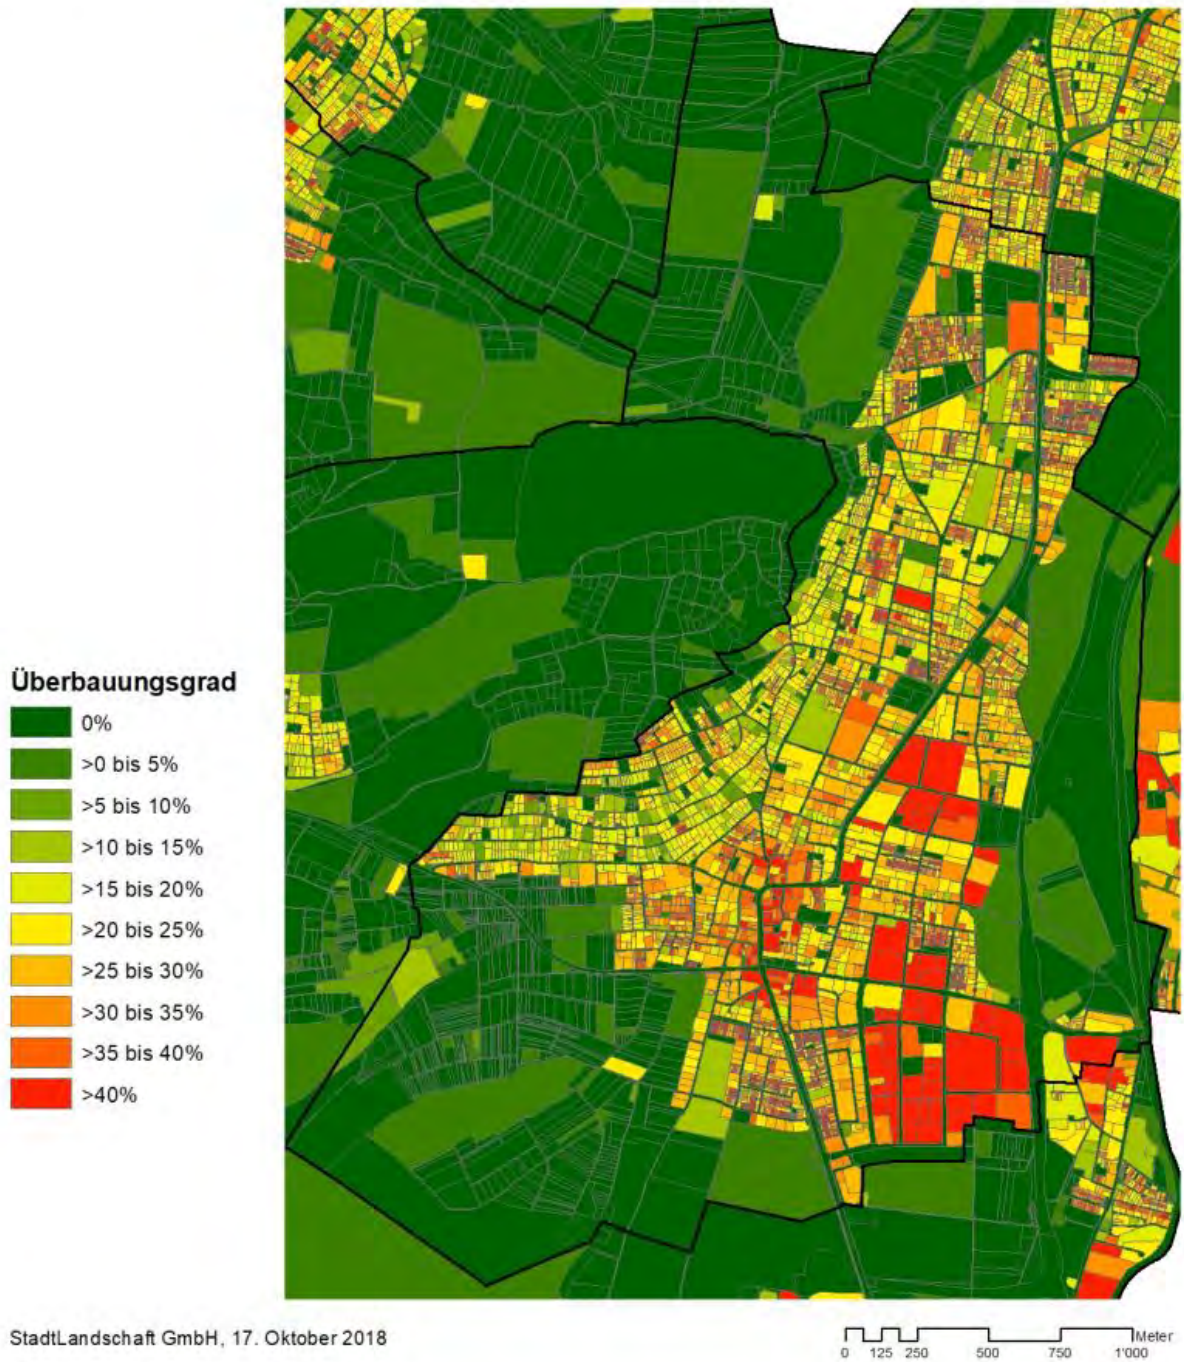 Überbauungsgrad
0%
>0 bis 5%
>5 bis 10%
>10 bis 15%
>15 bis 20%
>20 bis 25%
>25 bis 30%
>30 bis 35%
>35 bis 40%
>40%
StadtLandschaft GmbH, 17. Oktober 2018
Meter
0 125 250 500 750 1'000